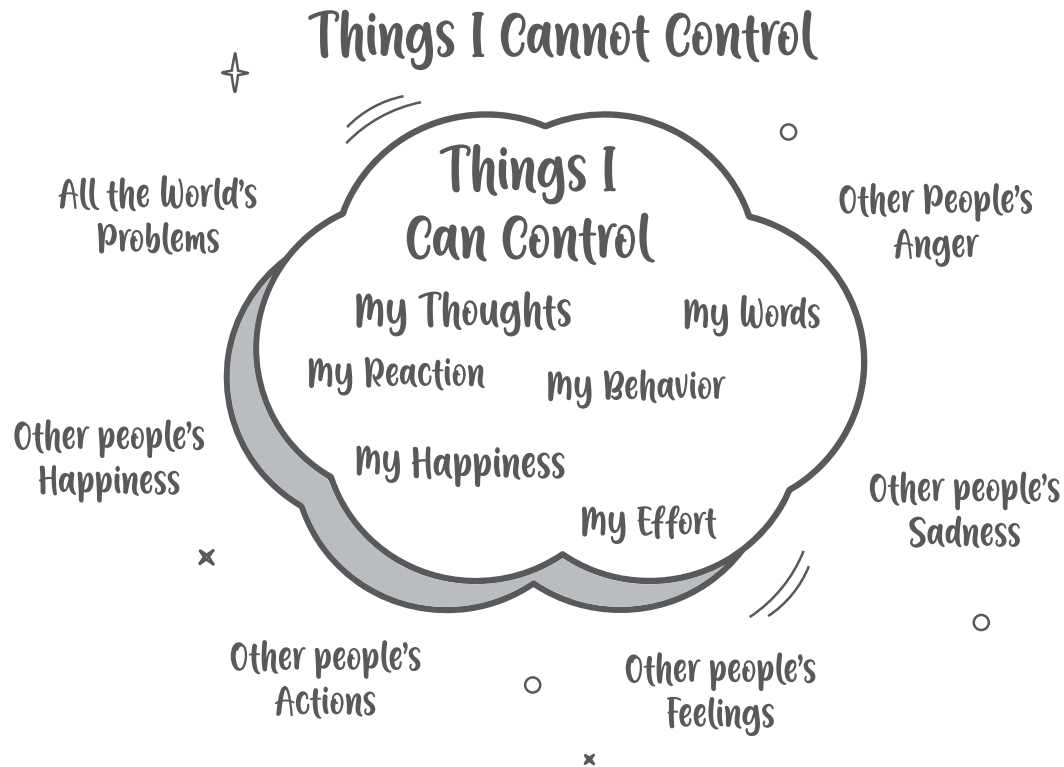 Things I Cannot Control
Things I
Can Control
All the World's
Problems
Other People's
Anger
My Thoughts
My Words
My Reaction
My Behavior
Other people's
Happiness
My Happiness
Other people's
Sadness
My Effort
Other people's
Actions
Other people's
Feelings